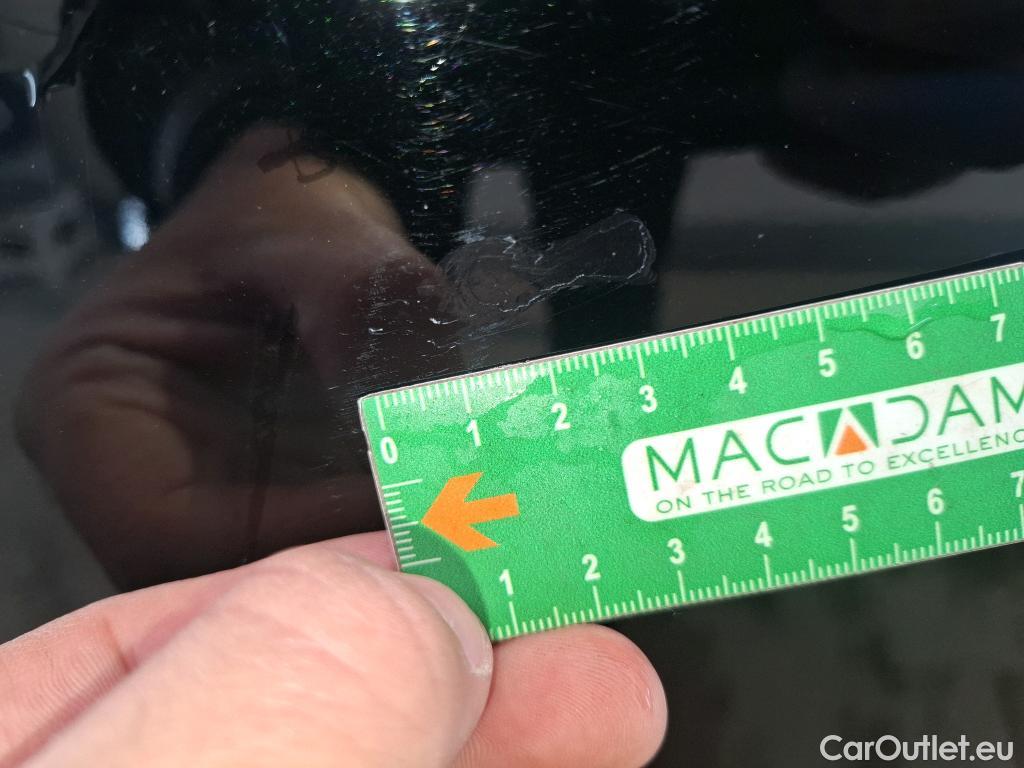 0 1 2 3 4 5 6 7
MACADAM
ON THE ROAD TO EXCELLENC
1 2 3 4 5 6 7
CarOutlet.eu